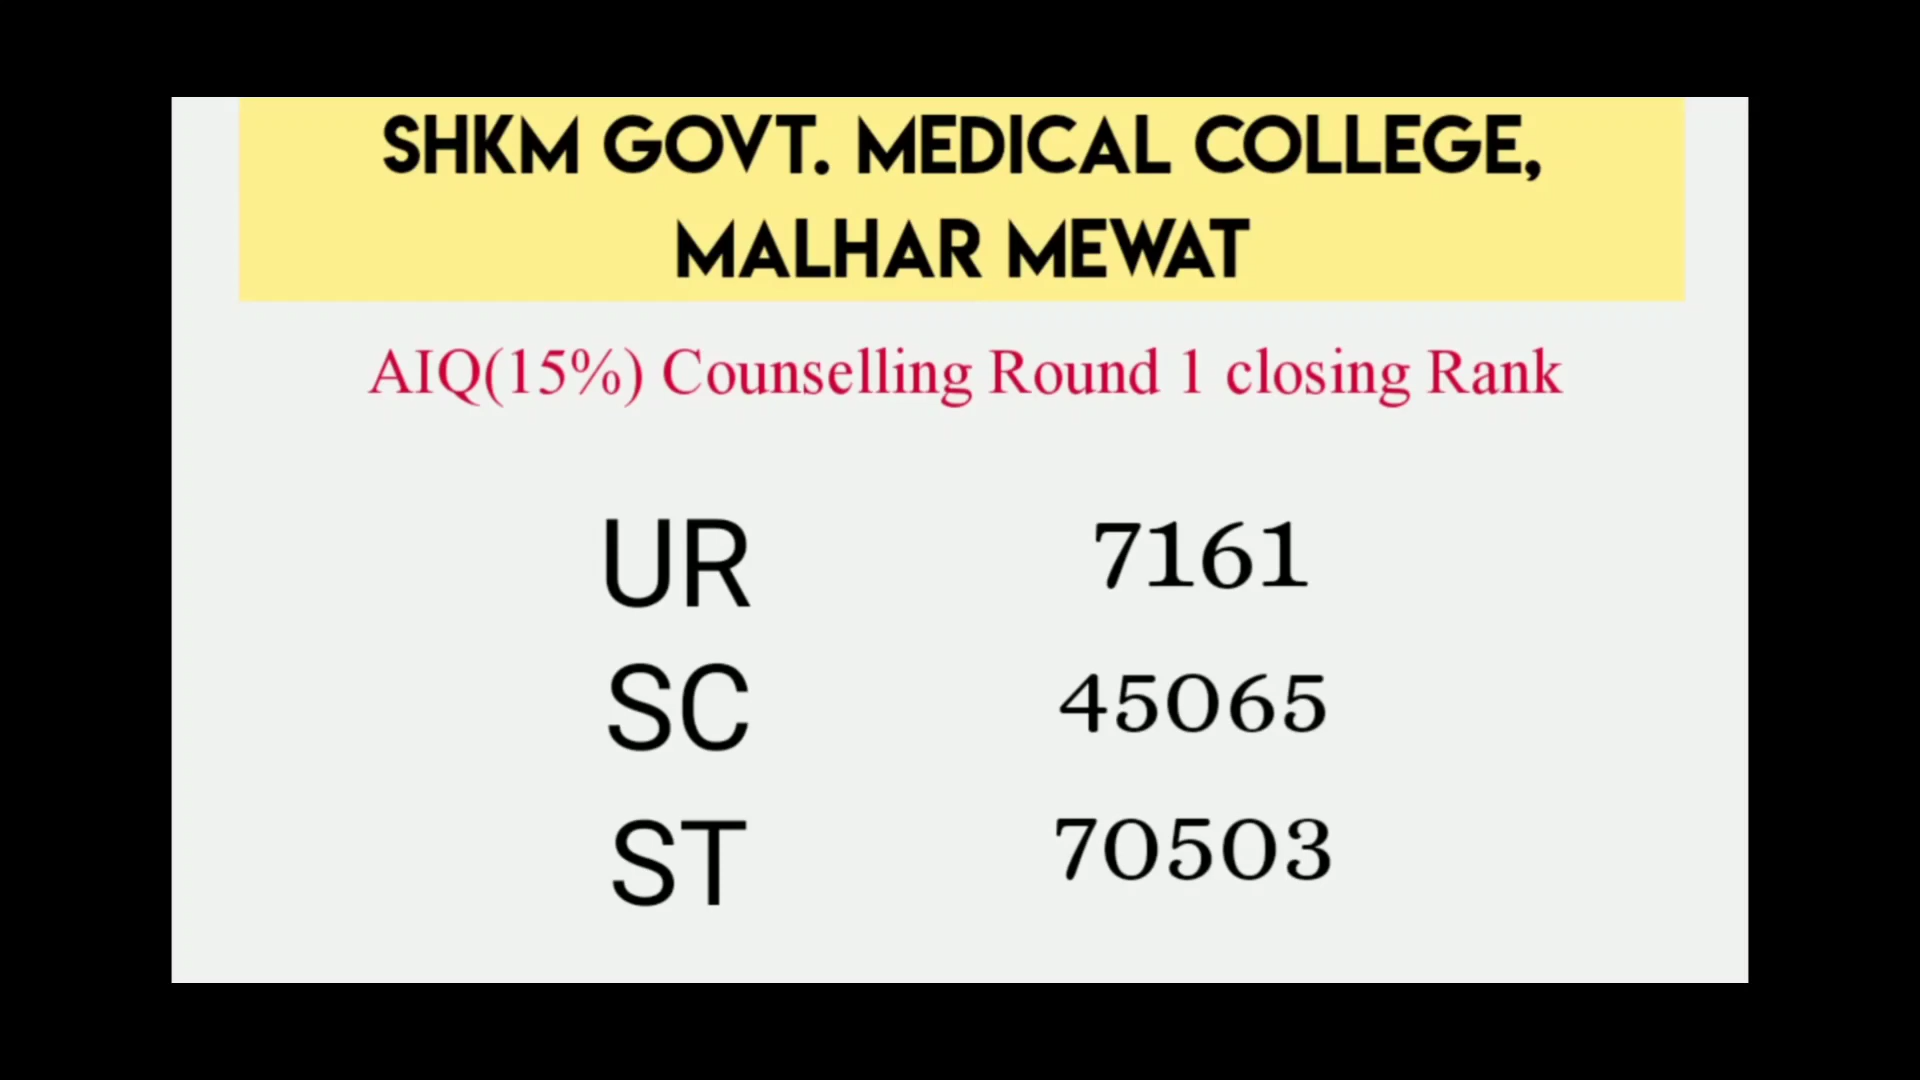 SHKM GOVT. MEDICAL COLLEGE,
MALHAR MEWAT
AIQ(15%) Counselling Round 1 closing Rank
UR 7161
SC 45065
ST 70503